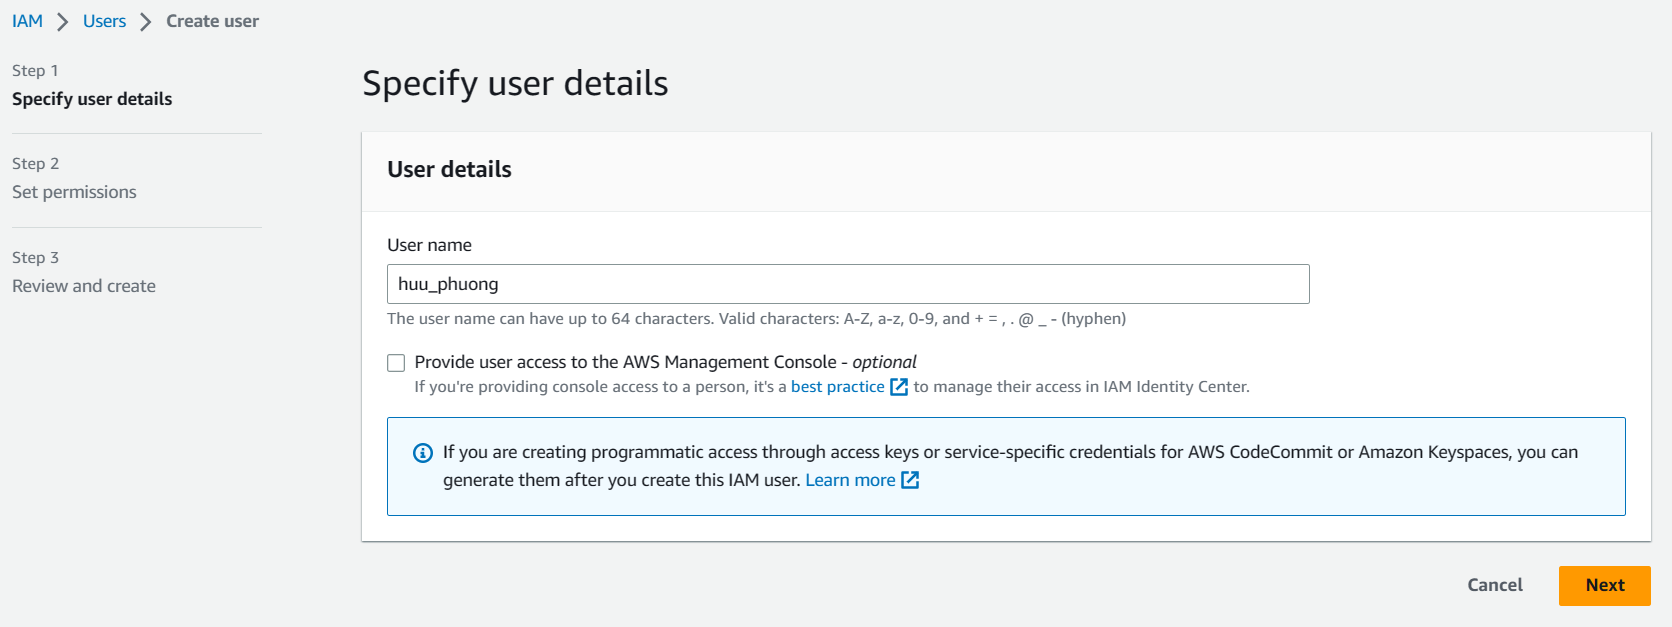 IAM > Users > Create user
Step 1
Specify user details
Step 2
Set permissions
Step 3
Review and create
Specify user details
User details
User name
huu_phuong
The user name can have up to 64 characters. Valid characters: A-Z, a-z, 0-9, and + = , . @ _ - (hyphen)
Provide user access to the AWS Management Console - optional
If you're providing console access to a person, it's a best practice to manage their access in IAM Identity Center.
If you are creating programmatic access through access keys or service-specific credentials for AWS CodeCommit or Amazon Keyspaces, you can
generate them after you create this IAM user. Learn more
Cancel
Next